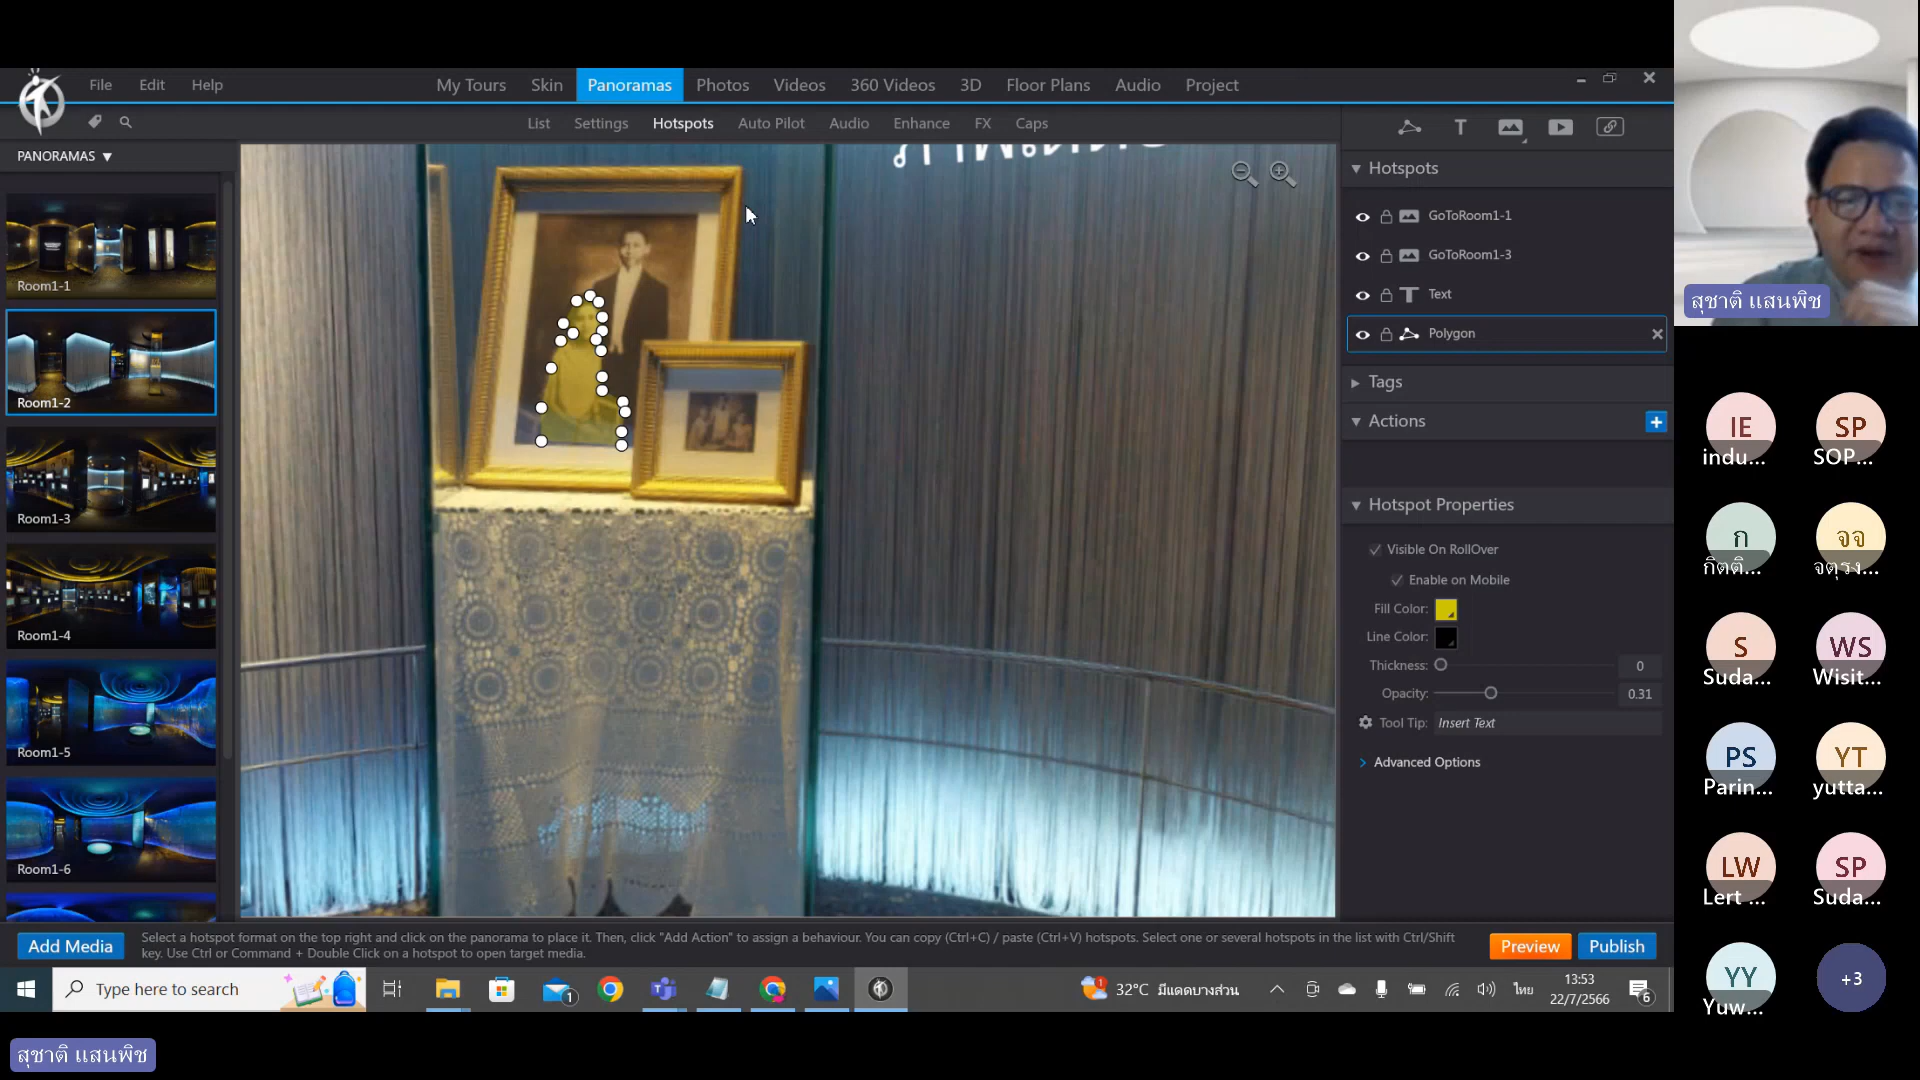 File Edit Help
My Tours Skin Panoramas Photos Videos 360 Videos 3D Floor Plans Audio Project
List Settings Hotspots Auto Pilot Audio Enhance FX Caps
PANORAMAS
Room1-1
Room1-2
Room1-3
Room1-4
Room1-5
Room1-6
T
Hotspots
GoToRoom1-1
GoToRoom1-3
Text
Polygon
Tags
Actions
Hotspot Properties
Visible On RollOver
Enable on Mobile
Fill Color:
Line Color:
Thickness: 0
Opacity: 0.31
Tool Tip: Insert Text
Advanced Options
Add Media
Select a hotspot format on the top right and click on the panorama to place it. Then, click "Add Action" to assign a behaviour. You can copy (Ctrl+C) / paste (Ctrl+V) hotspots. Select one or several hotspots in the list with Ctrl/Shift
key. Use Ctrl or Command + Double Click on a hotspot to open target media.
Preview Publish
Type here to search
1
1
32°C มีแดดบางส่วน
ไทย
13:53
22/7/2566
6
สุชาติ แสนพิช
IE
indu...
SP
SOP...
ก
กิตติ...
จจ
จตุรง...
S
Suda...
WS
Wisit...
PS
Parin...
YT
yutta...
LW
Lert ...
SP
Suda...
YY
Yuw...
+3
สุชาติ แสนพิช